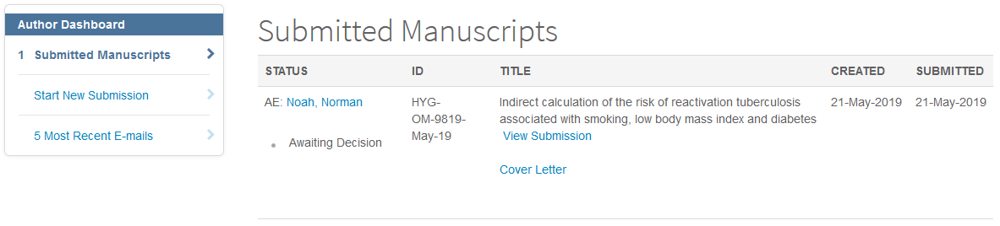 Author Dashboard
1 Submitted Manuscripts
Start New Submission
5 Most Recent E-mails
Submitted Manuscripts
STATUS ID TITLE CREATED SUBMITTED
AE: Noah, Norman HYG- Indirect calculation of the risk of reactivation tuberculosis 21-May-2019 21-May-2019
OM-9819- associated with smoking, low body mass index and diabetes
May-19 View Submission
Awaiting Decision
Cover Letter